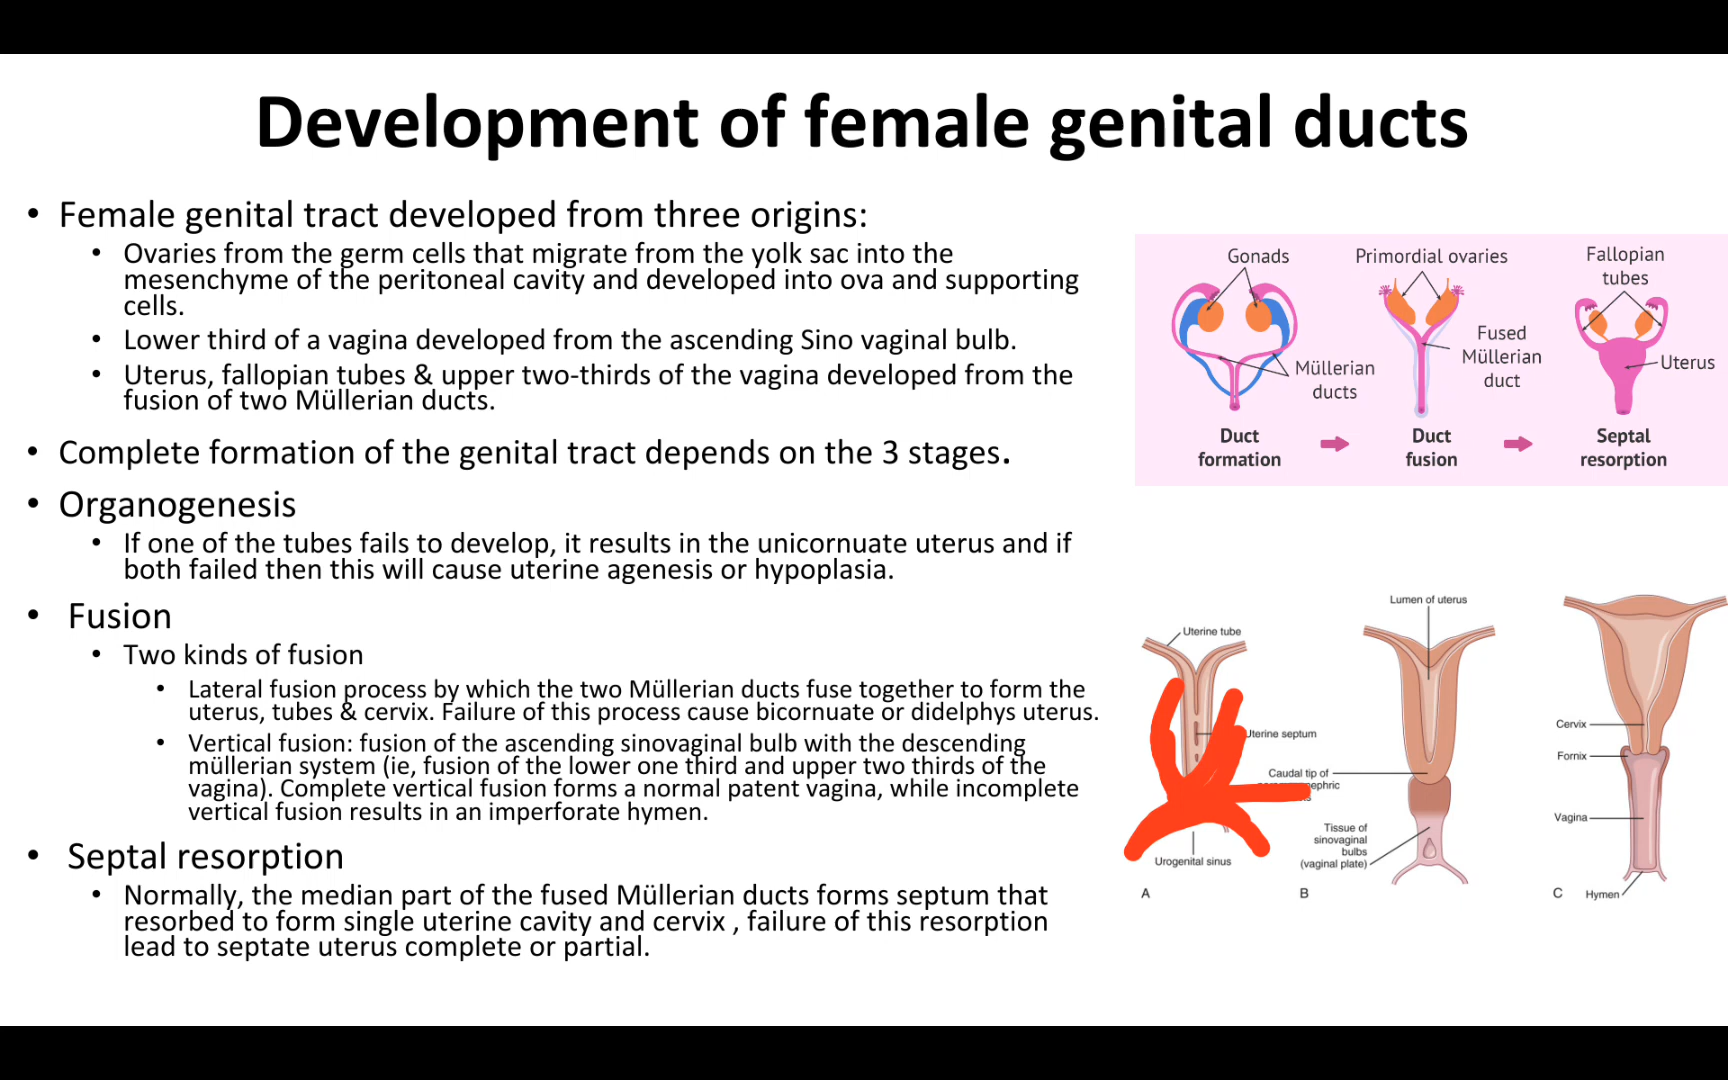 Development of female genital ducts
• Female genital tract developed from three origins:
• Ovaries from the germ cells that migrate from the yolk sac into the
mesenchyme of the peritoneal cavity and developed into ova and supporting
cells.
• Lower third of a vagina developed from the ascending Sino vaginal bulb.
• Uterus, fallopian tubes & upper two-thirds of the vagina developed from the
fusion of two Müllerian ducts.
• Complete formation of the genital tract depends on the 3 stages.
• Organogenesis
• If one of the tubes fails to develop, it results in the unicornuate uterus and if
both failed then this will cause uterine agenesis or hypoplasia.
• Fusion
• Two kinds of fusion
• Lateral fusion process by which the two Müllerian ducts fuse together to form the
uterus, tubes & cervix. Failure of this process cause bicornuate or didelphys uterus.
• Vertical fusion: fusion of the ascending sinovaginal bulb with the descending
müllerian system (ie, fusion of the lower one third and upper two thirds of the
vagina). Complete vertical fusion forms a normal patent vagina, while incomplete
vertical fusion results in an imperforate hymen.
• Septal resorption
• Normally, the median part of the fused Müllerian ducts forms septum that
resorbed to form single uterine cavity and cervix , failure of this resorption
lead to septate uterus complete or partial.
Gonads
Müllerian
ducts
Duct
formation
Primordial ovaries
Fused
Müllerian
duct
Duct
fusion
Fallopian
tubes
Uterus
Septal
resorption
Uterine tube
Uterine septum
Urogenital sinus
A
Lumen of uterus
Caudal tip of
Tissue of
sinovaginal
bulbs
(vaginal plate)
B
Cervix
Fornix
Vagina
Hymen
C